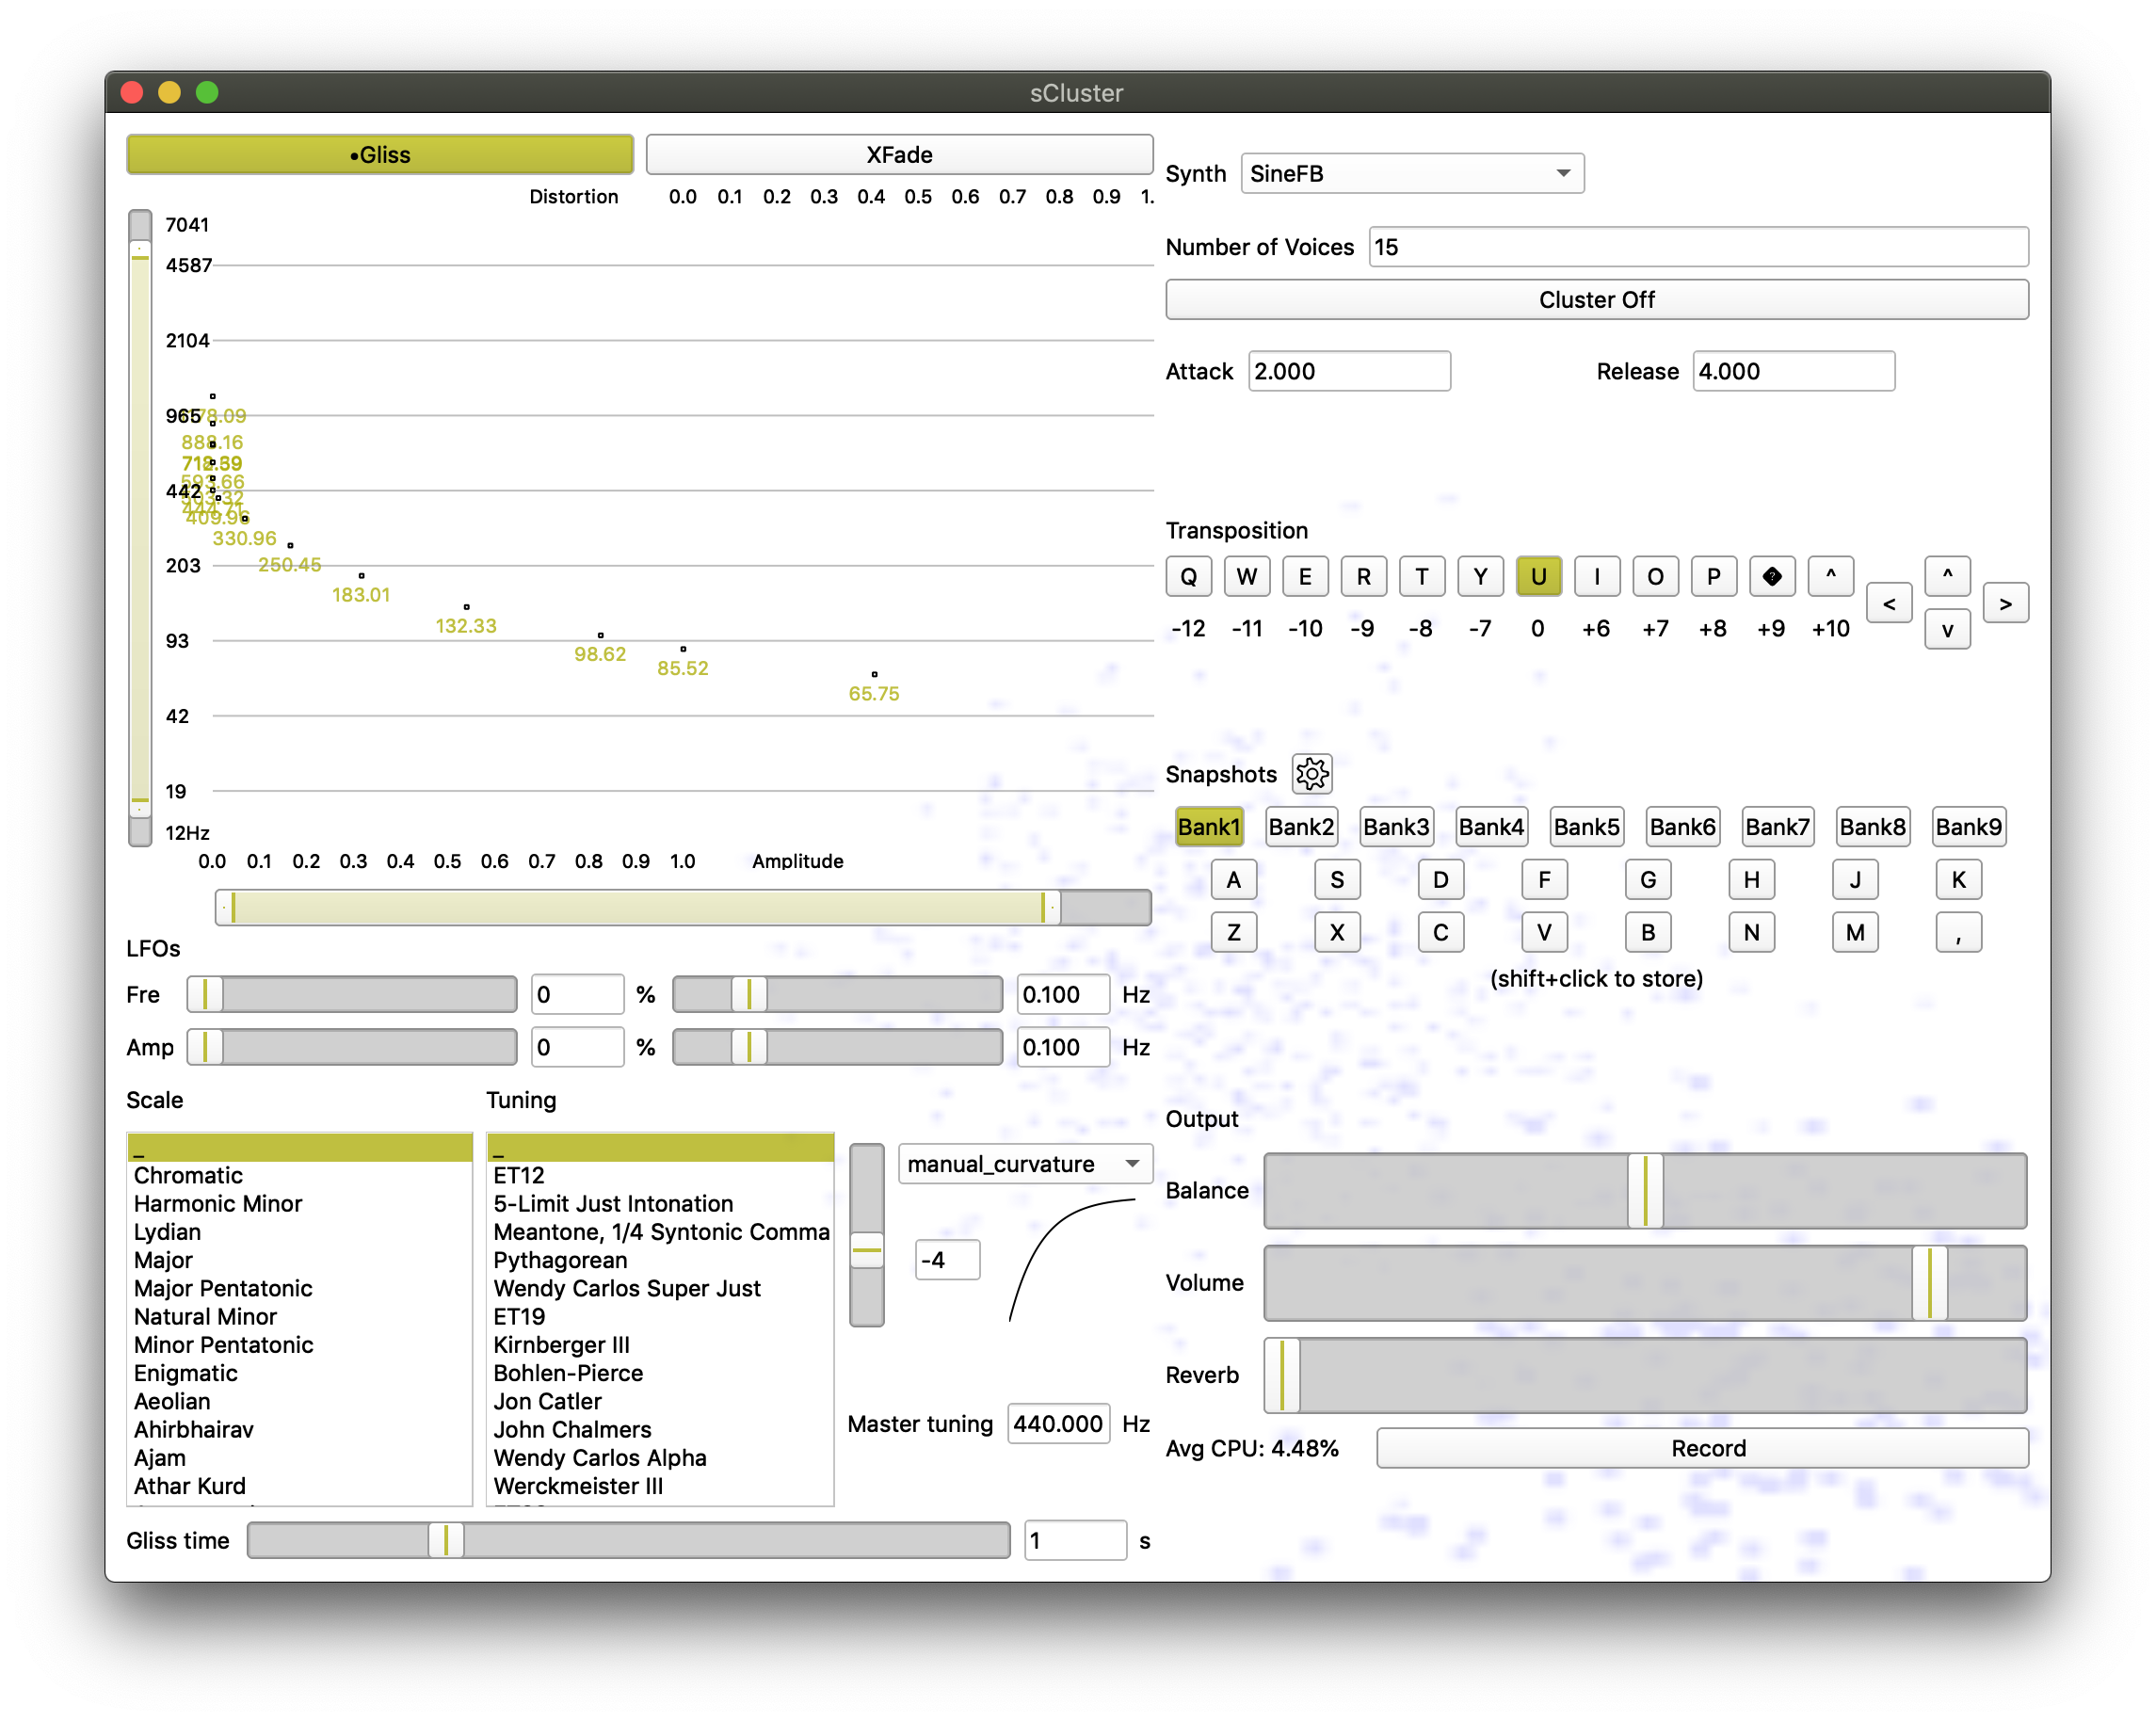 sCluster
•Gliss
XFade
Distortion 0.0 0.1 0.2 0.3 0.4 0.5 0.6 0.7 0.8 0.9 1.
7041
4587
2104
965
888.16
593.66
442
409.96
330.96
250.45
203
183.01
132.33
93
98.62
85.52
65.75
42
19
12Hz
0.0 0.1 0.2 0.3 0.4 0.5 0.6 0.7 0.8 0.9 1.0 Amplitude
LFOs
Fre 0 % 0.100 Hz
Amp 0 % 0.100 Hz
Scale
_
Chromatic
Harmonic Minor
Lydian
Major
Major Pentatonic
Natural Minor
Minor Pentatonic
Enigmatic
Aeolian
Ahirbhairav
Ajam
Athar Kurd
Tuning
_
ET12
5-Limit Just Intonation
Meantone, 1/4 Syntonic Comma
Pythagorean
Wendy Carlos Super Just
ET19
Kirnberger III
Bohlen-Pierce
Jon Catler
John Chalmers
Wendy Carlos Alpha
Werckmeister III
manual_curvature
-4
Master tuning 440.000 Hz
Gliss time 1 s
Synth SineFB
Number of Voices 15
Cluster Off
Attack 2.000 Release 4.000
Transposition
Q W E R T Y U I O P � ^
-12 -11 -10 -9 -8 -7 0 +6 +7 +8 +9 +10
< ^ v >
Snapshots
Bank1 Bank2 Bank3 Bank4 Bank5 Bank6 Bank7 Bank8 Bank9
A S D F G H J K
Z X C V B N M ,
(shift+click to store)
Output
Balance
Volume
Reverb
Avg CPU: 4.48% Record